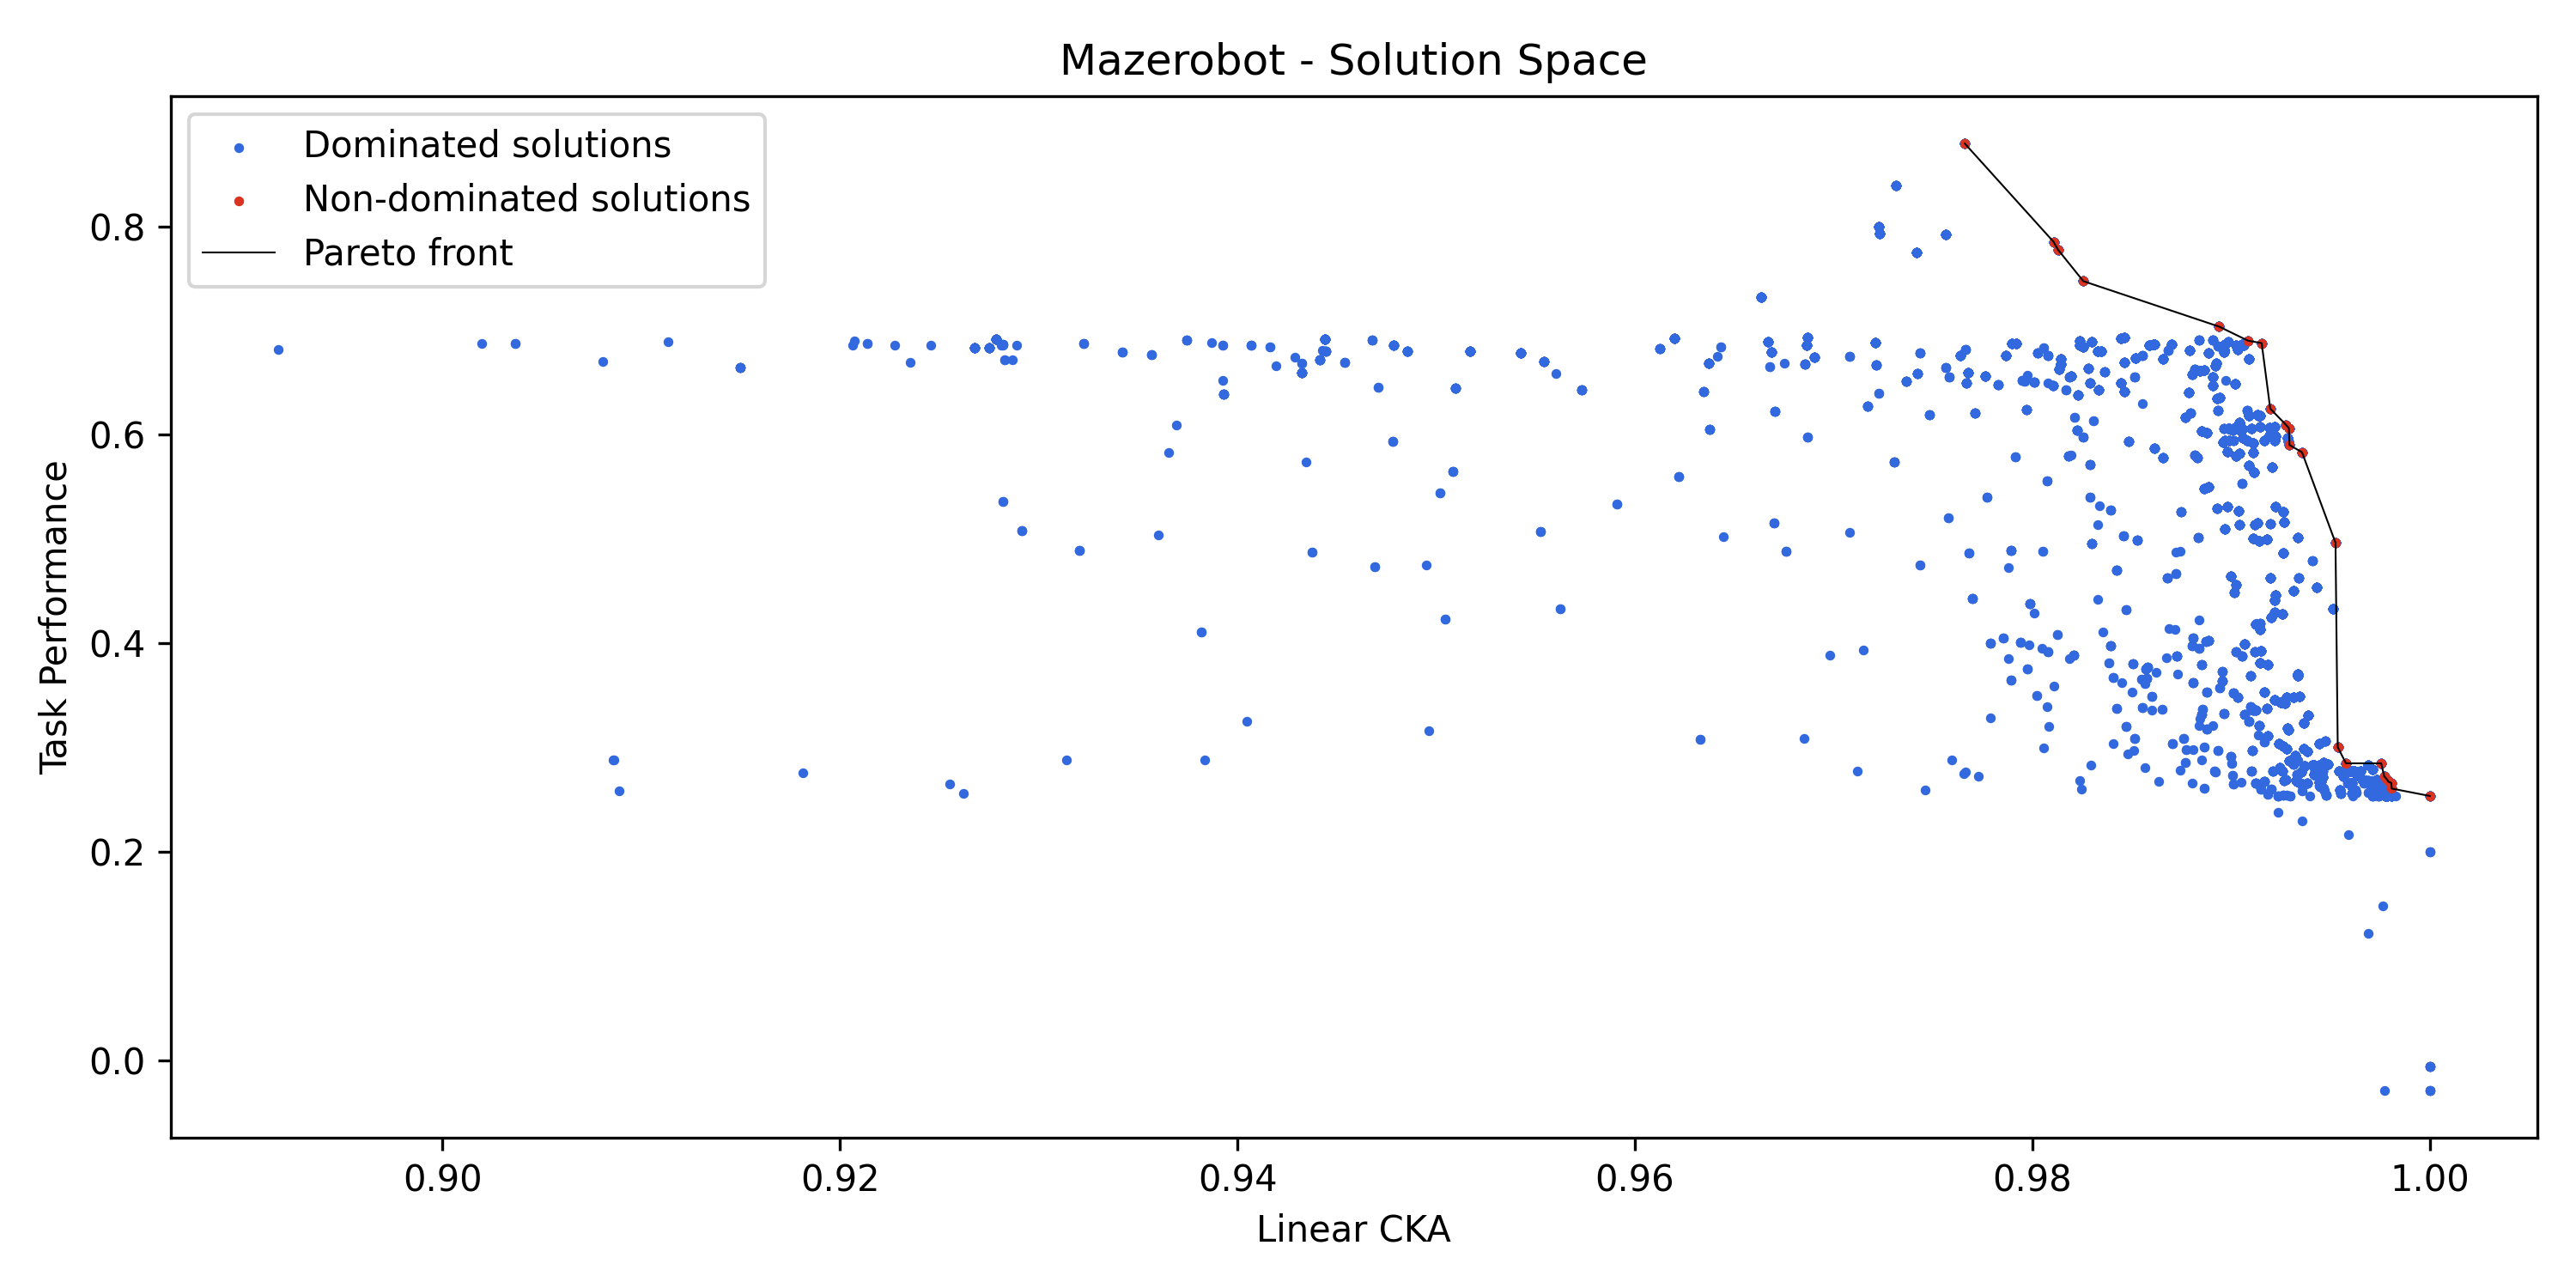 Mazerobot - Solution Space
Dominated solutions
Non-dominated solutions
Pareto front
Task Performance
0.8
0.6
0.4
0.2
0.0
0.90 0.92 0.94 0.96 0.98 1.00
Linear CKA